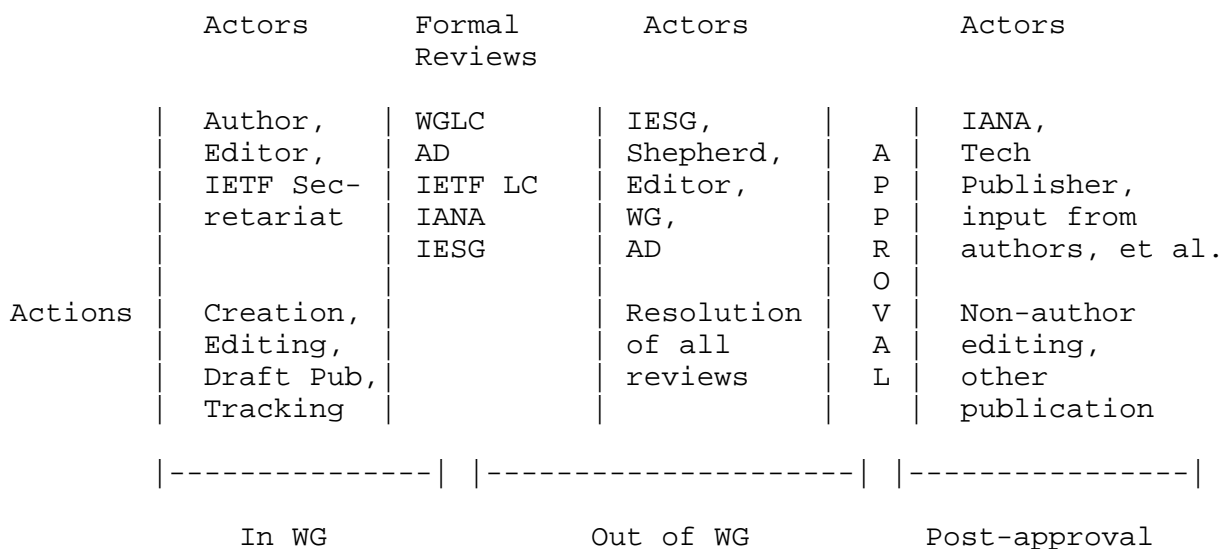 Actors      Formal       Actors             Actors
                        Reviews

         |  Author,   | WGLC      | IESG,     |   |  IANA,
         |  Editor,   | AD        | Shepherd, | A |  Tech
         |  IETF Sec- | IETF LC   | Editor,   | P |  Publisher,
         |  retariat  | IANA      | WG,       | P |  input from
         |            | IESG      | AD        | R |  authors, et al.
         |            |           |           | O |
Actions  |  Creation, |           | Resolution | V |  Non-author
         |  Editing,  |           | of all    | A |  editing,
         |  Draft Pub,|           | reviews   | L |  other
         |  Tracking  |           |           |   |  publication

         |---------------| |---------------------| |----------------|

              In WG                Out of WG          Post-approval